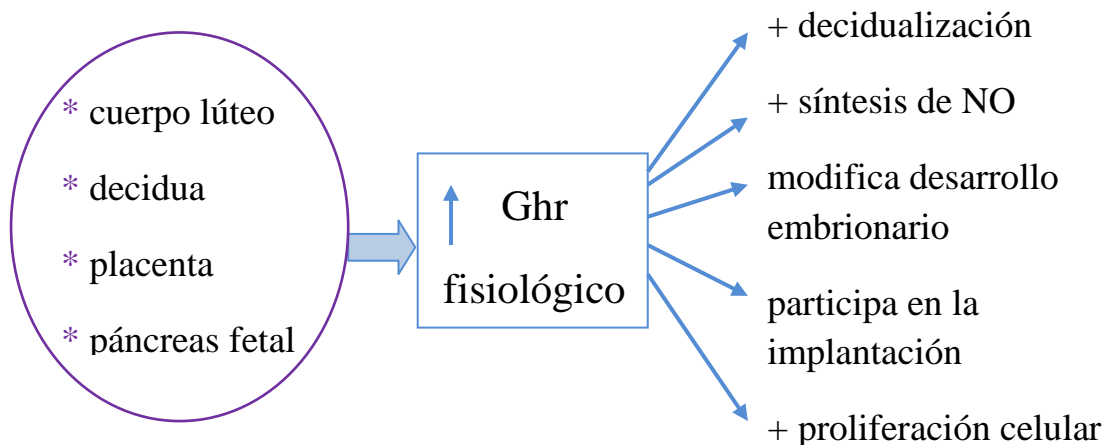 * cuerpo lúteo
* decidua
* placenta
* páncreas fetal
Ghr
fisiológico
+ decidualización
+ síntesis de NO
modifica desarrollo
embrionario
participa en la
implantación
+ proliferación celular